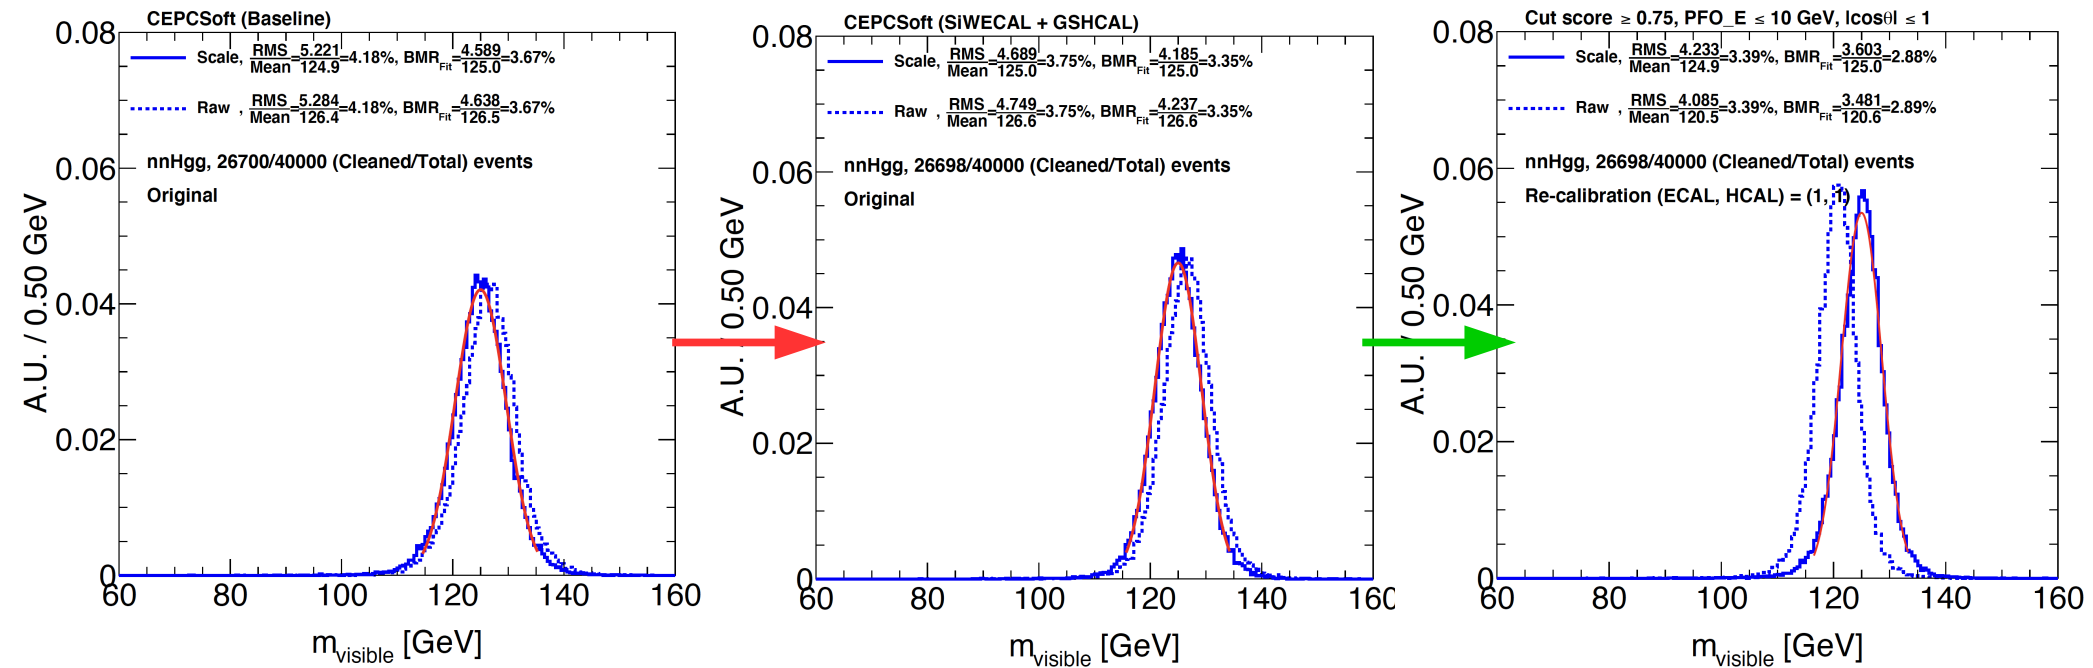 CEPCSoft (Baseline)
Scale, RMS/Mean=5.221/124.9=4.18%, BMR_Fit=4.589/125.0=3.67%
Raw , RMS/Mean=5.284/126.4=4.18%, BMR_Fit=4.638/126.5=3.67%
nnHgg, 26700/40000 (Cleaned/Total) events
Original
A.U. / 0.50 GeV
0.08
0.06
0.04
0.02
0
60 80 100 120 140 160
m_visible [GeV]
CEPCSoft (SiWECAL + GSHCAL)
Scale, RMS/Mean=4.689/125.0=3.75%, BMR_Fit=4.185/125.0=3.35%
Raw , RMS/Mean=4.749/126.6=3.75%, BMR_Fit=4.237/126.6=3.35%
nnHgg, 26698/40000 (Cleaned/Total) events
Original
A.U. / 0.50 GeV
0.08
0.06
0.04
0.02
0
60 80 100 120 140 160
m_visible [GeV]
Cut score ≥ 0.75, PFO_E ≤ 10 GeV, |cosθ| ≤ 1
Scale, RMS/Mean=4.233/124.9=3.39%, BMR_Fit=3.603/125.0=2.88%
Raw , RMS/Mean=4.085/120.5=3.39%, BMR_Fit=3.481/120.6=2.89%
nnHgg, 26698/40000 (Cleaned/Total) events
Re-calibration (ECAL, HCAL) = (1, 1)
A.U. / 0.50 GeV
0.08
0.06
0.04
0.02
0
60 80 100 120 140 160
m_visible [GeV]